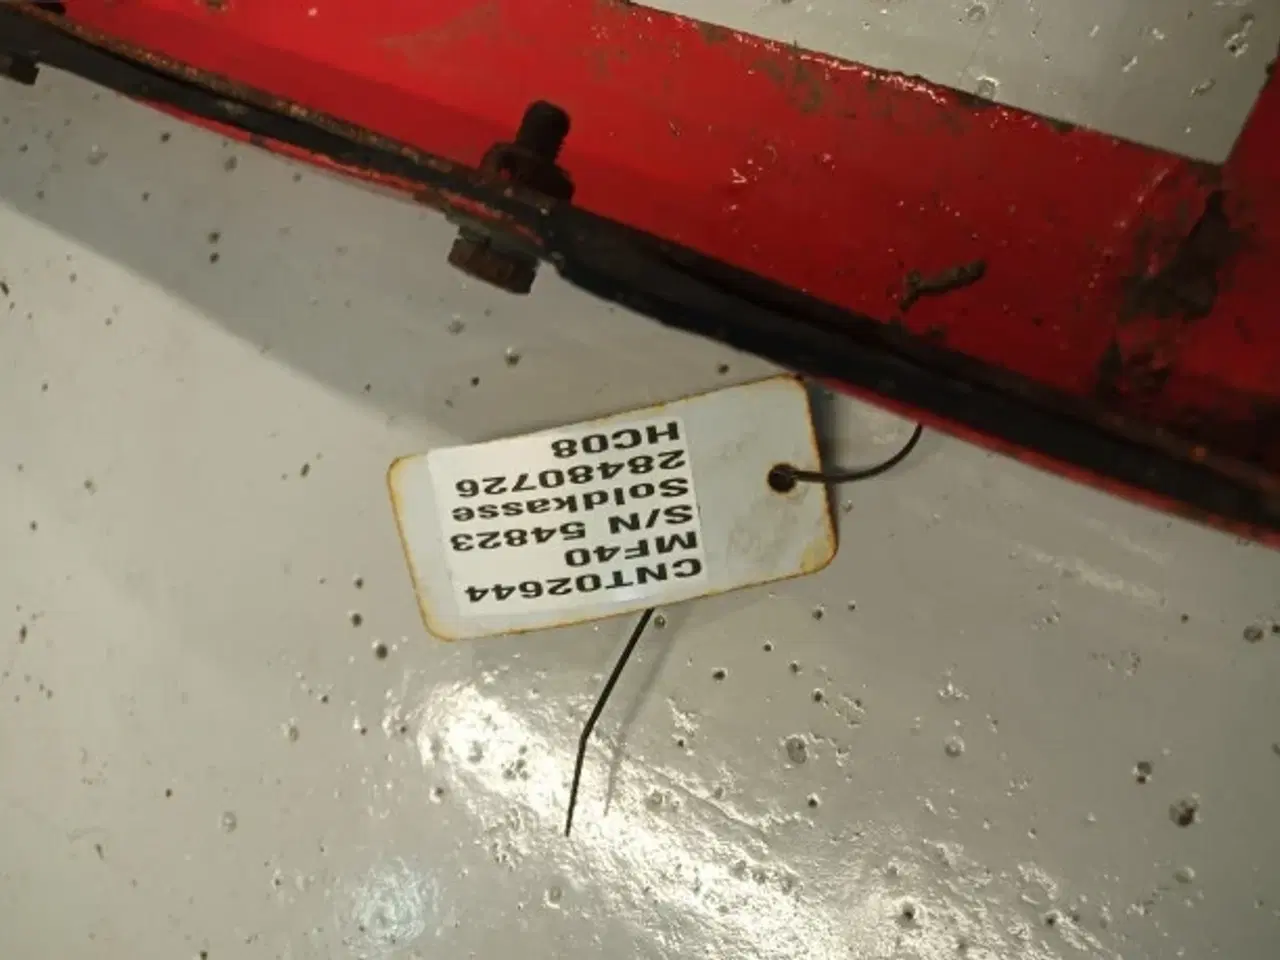 CNT02644
MF40
S/N 54823
Soldkasse
28480726
HC08